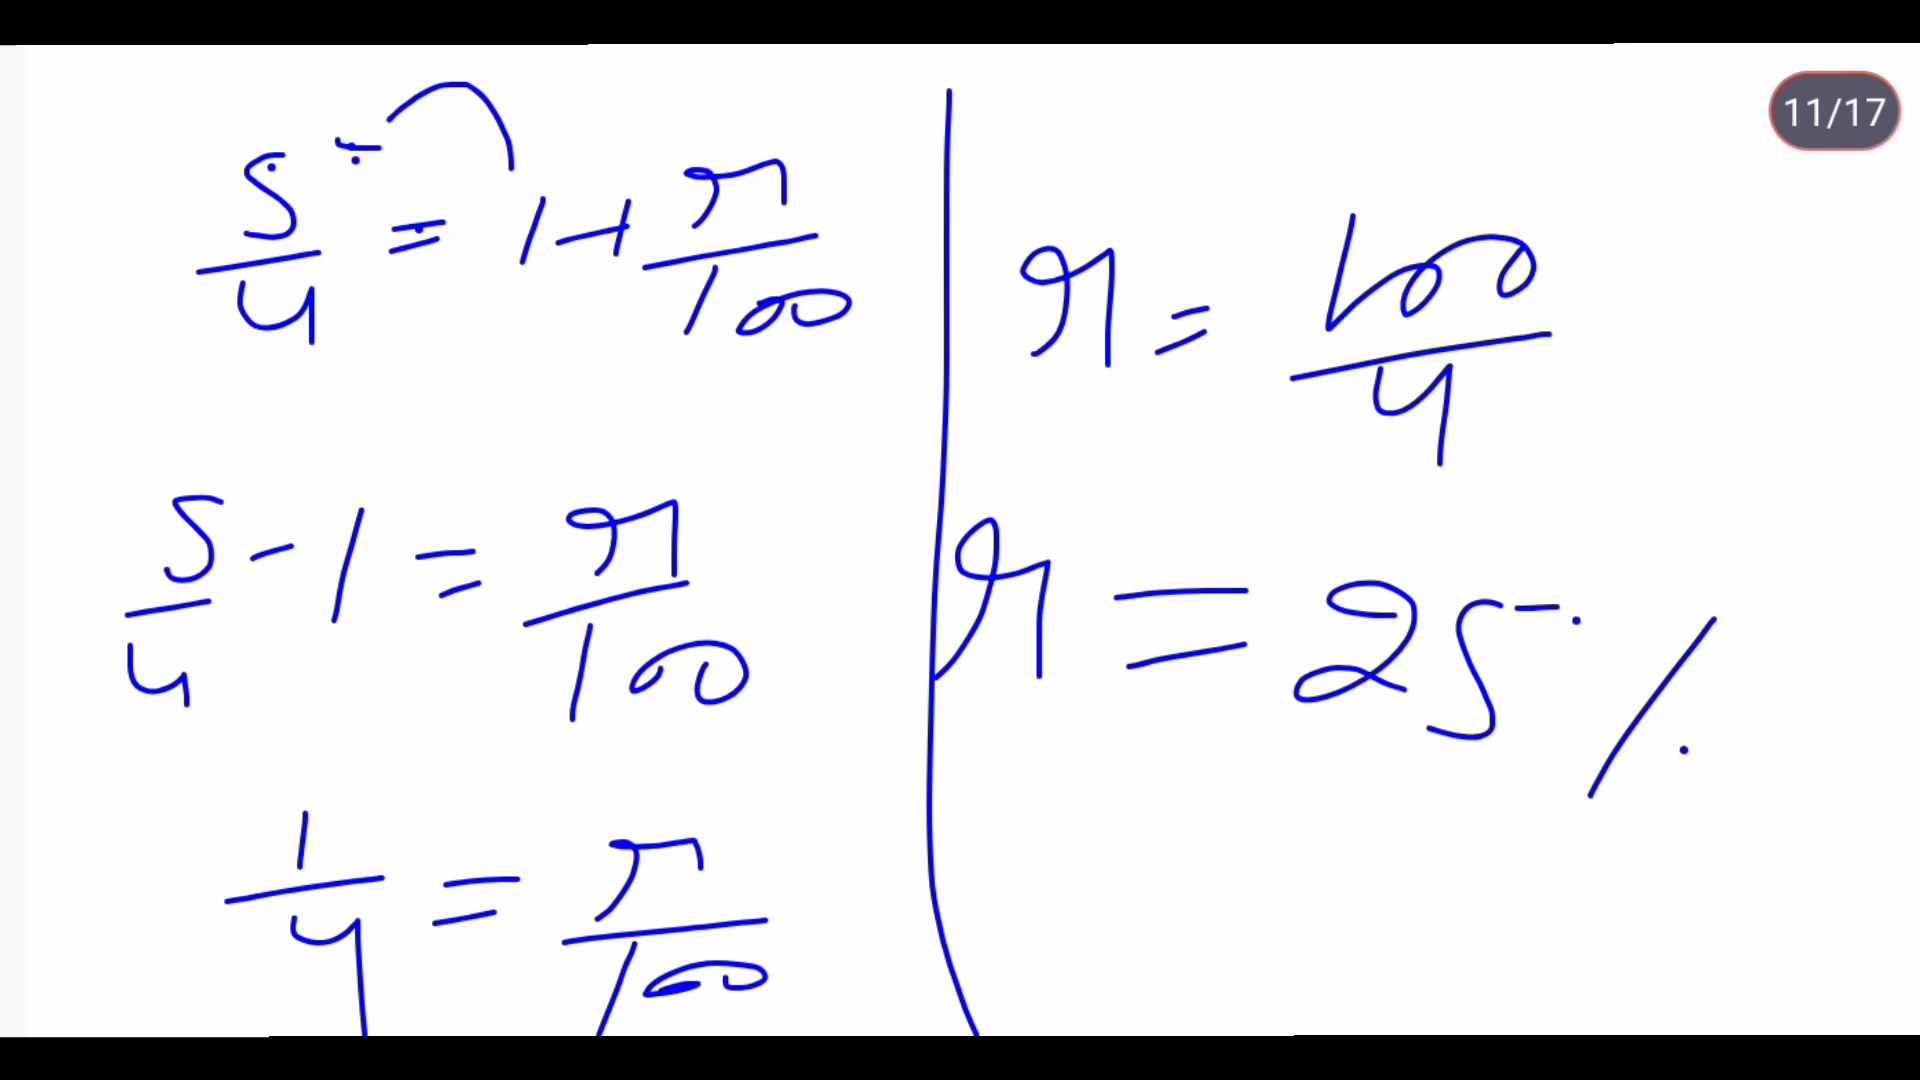 5/4 = 1 + r/100
5/4 - 1 = r/100
1/4 = r/100
11/17
r = 100/4
r = 25%